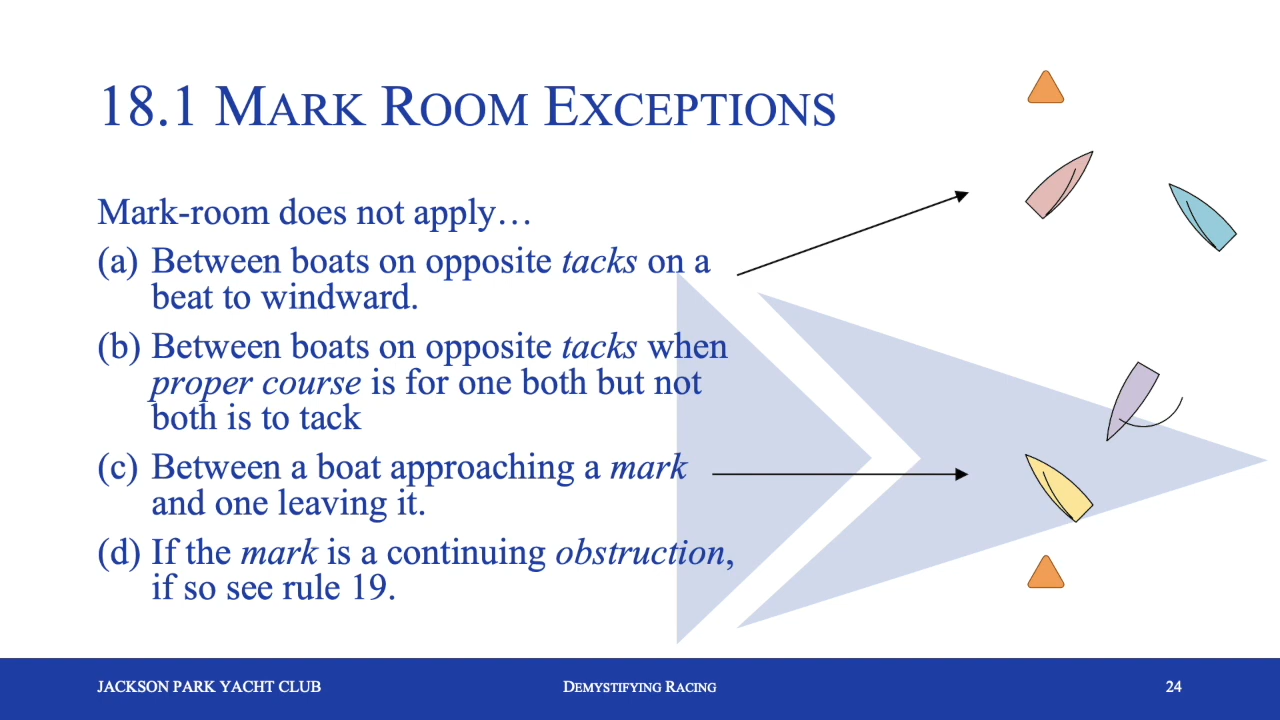 18.1 MARK ROOM EXCEPTIONS
Mark-room does not apply…
(a) Between boats on opposite tacks on a
beat to windward.
(b) Between boats on opposite tacks when
proper course is for one both but not
both is to tack
(c) Between a boat approaching a mark
and one leaving it.
(d) If the mark is a continuing obstruction,
if so see rule 19.
JACKSON PARK YACHT CLUB
DEMYSTIFYING RACING
24